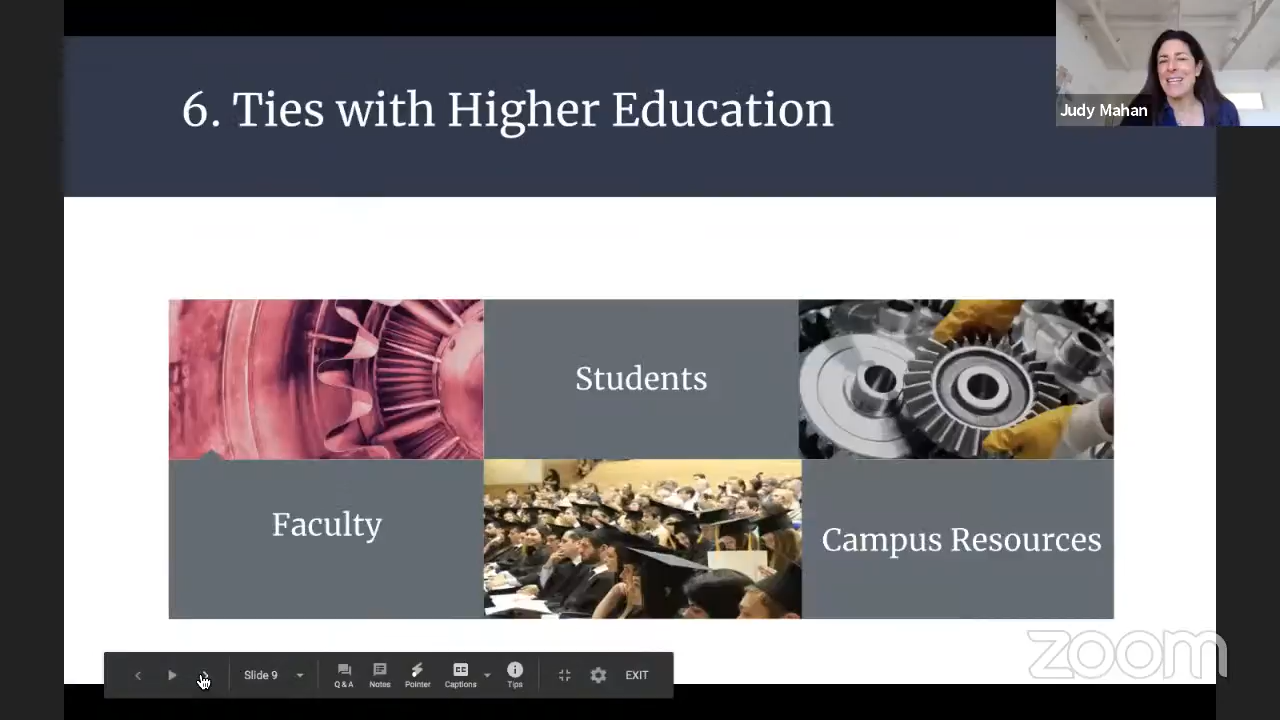 6. Ties with Higher Education
Judy Mahan
Students
Faculty
Campus Resources
zoom
Slide 9
Q & A
Notes
Pointer
Captions
Tips
EXIT